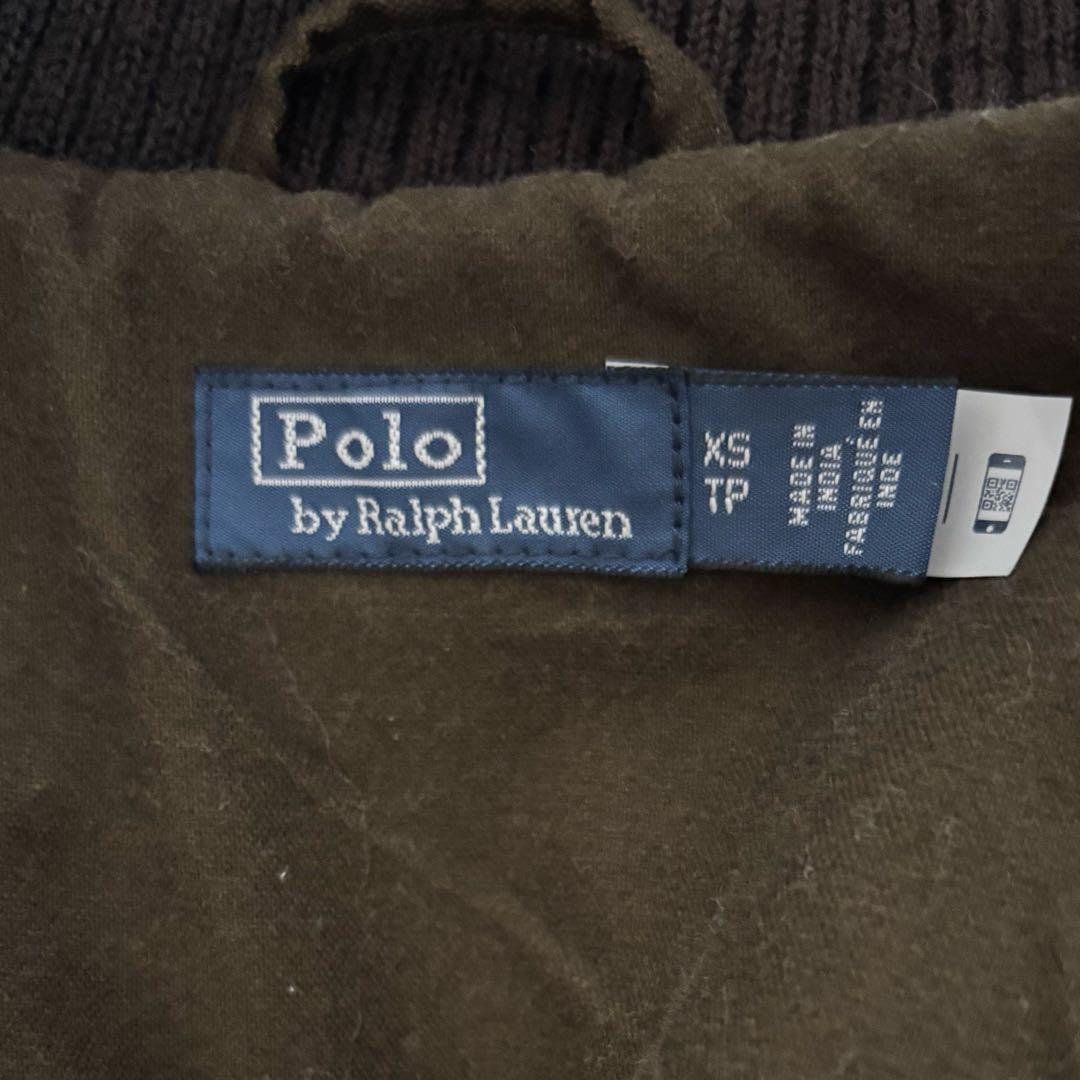 Polo
by Ralph Lauren
XS
TP
MADE IN
INDIA
FABRIQUÉ EN
INDE